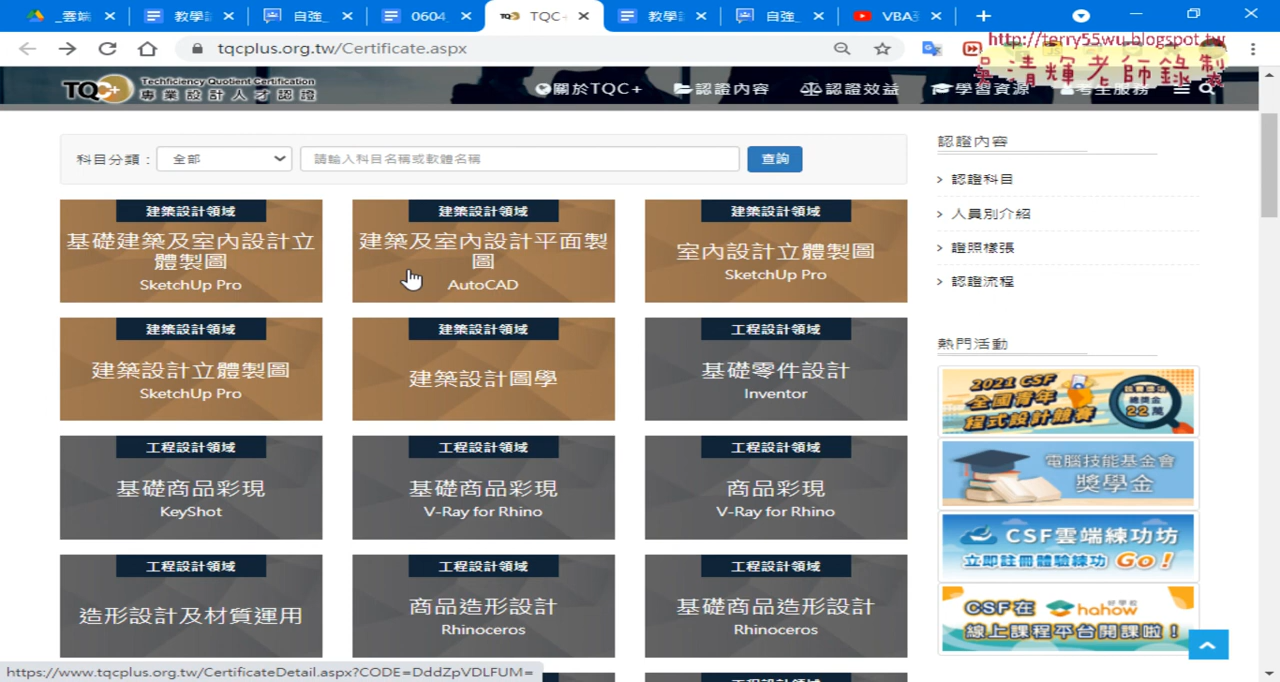 _雲端
教學
自強_
0604
TQC-
教學
自強_
VBA
tqcplus.org.tw/Certificate.aspx
http://terry55wu.blogspot.tw
吳清輝老師錄製
TQC+
Techficiency Quotient Certification
專業設計人才認證
關於TQC+
認證內容
認證效益
學習資源
考生服務
科目分類：
全部
請輸入科目名稱或軟體名稱
查詢
建築設計領域
基礎建築及室內設計立
體製圖
SketchUp Pro
建築設計領域
建築及室內設計平面製
圖
AutoCAD
建築設計領域
室內設計立體製圖
SketchUp Pro
建築設計領域
建築設計立體製圖
SketchUp Pro
建築設計領域
建築設計圖學
工程設計領域
基礎零件設計
Inventor
工程設計領域
基礎商品彩現
KeyShot
工程設計領域
基礎商品彩現
V-Ray for Rhino
工程設計領域
商品彩現
V-Ray for Rhino
工程設計領域
造形設計及材質運用
工程設計領域
商品造形設計
Rhinoceros
工程設計領域
基礎商品造形設計
Rhinoceros
認證內容
> 認證科目
> 人員別介紹
> 證照樣張
> 認證流程
熱門活動
2021 CSF
全國青年
程式設計競賽
總獎金
22萬
電腦技能基金會
獎學金
CSF雲端練功坊
立即註冊體驗練功 Go！
CSF在 hahow
線上課程平台開課啦！
https://www.tqcplus.org.tw/CertificateDetail.aspx?CODE=DddZpVDLFUM=